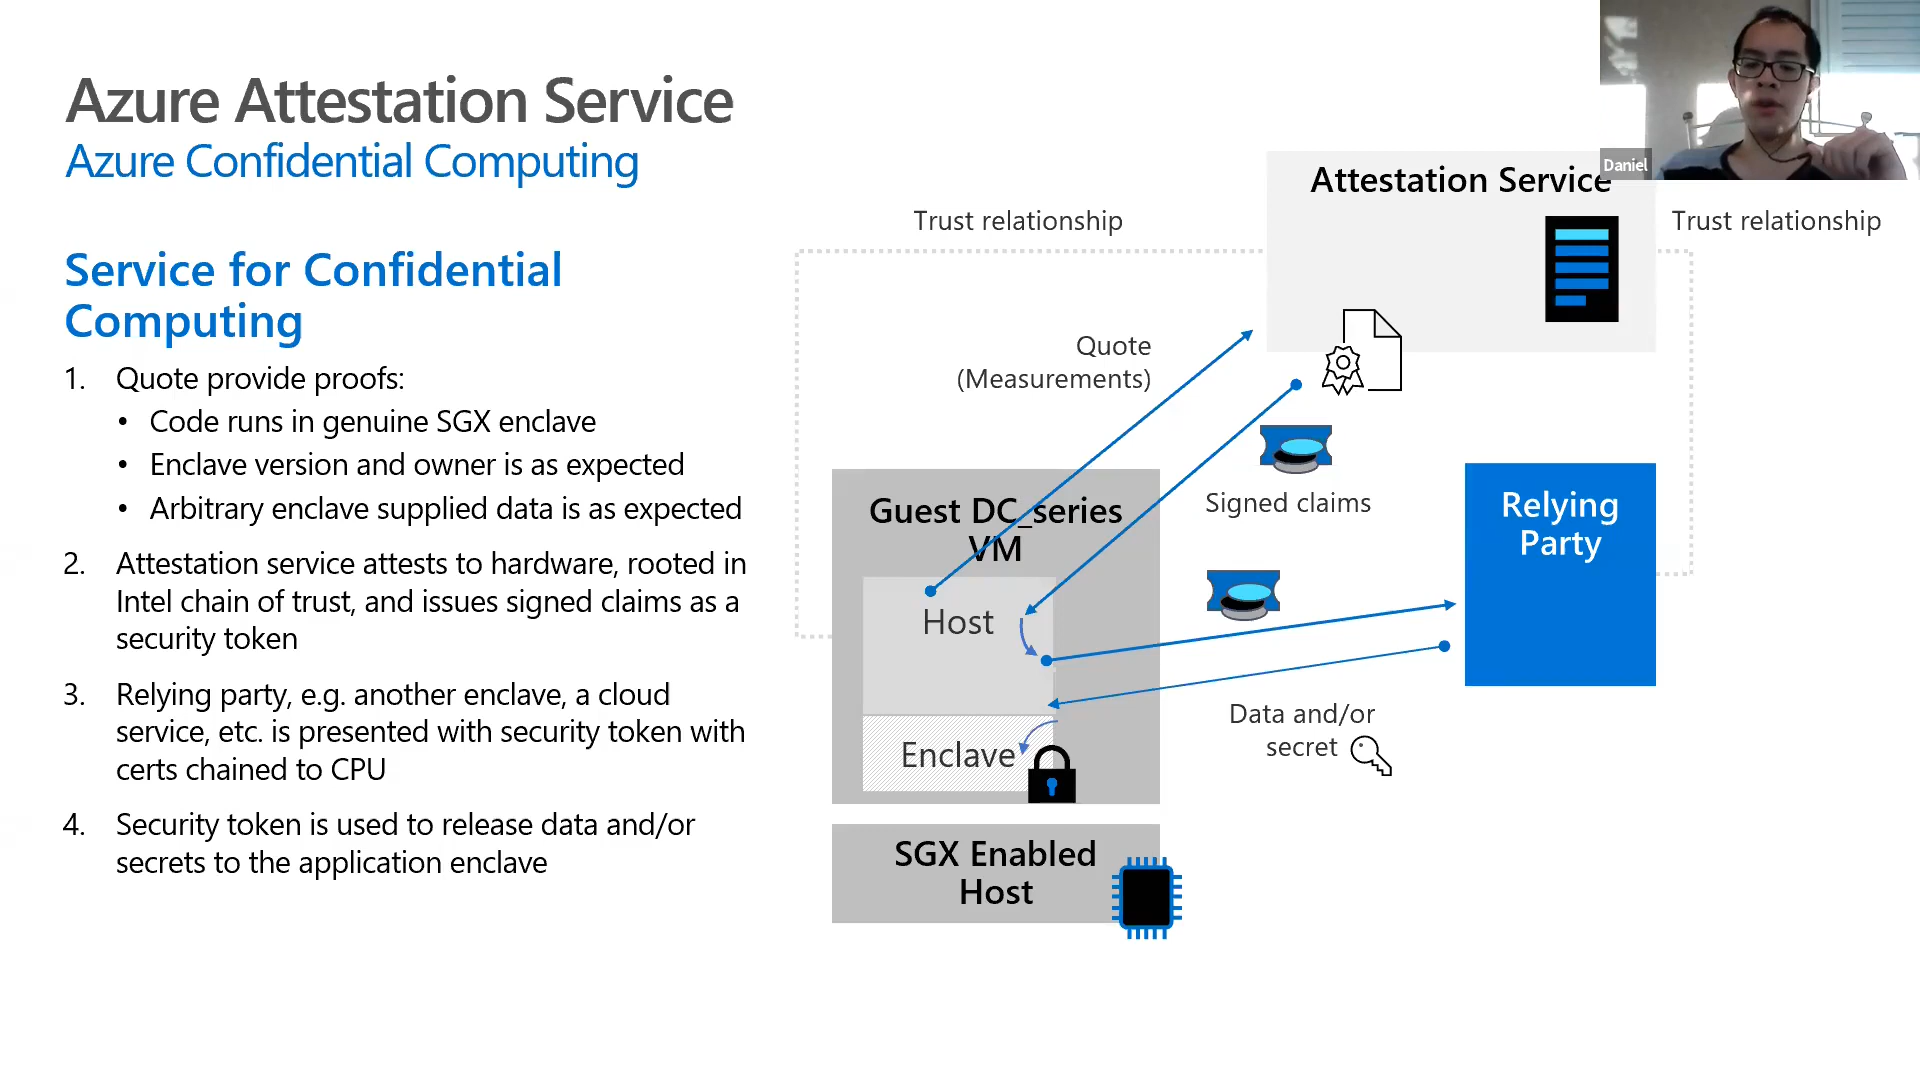 Azure Attestation Service
Azure Confidential Computing
Service for Confidential
Computing
1. Quote provide proofs:
• Code runs in genuine SGX enclave
• Enclave version and owner is as expected
• Arbitrary enclave supplied data is as expected
2. Attestation service attests to hardware, rooted in
Intel chain of trust, and issues signed claims as a
security token
3. Relying party, e.g. another enclave, a cloud
service, etc. is presented with security token with
certs chained to CPU
4. Security token is used to release data and/or
secrets to the application enclave
Daniel
Attestation Service
Trust relationship
Trust relationship
Quote
(Measurements)
Signed claims
Guest DC_series
VM
Host
Enclave
Relying
Party
Data and/or
secret
SGX Enabled
Host